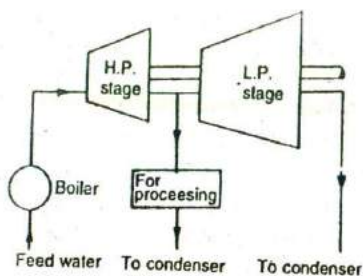 H.P.
stage
L.P.
stage
Boiler
For
proceesing
Feed water
To condenser
To condenser